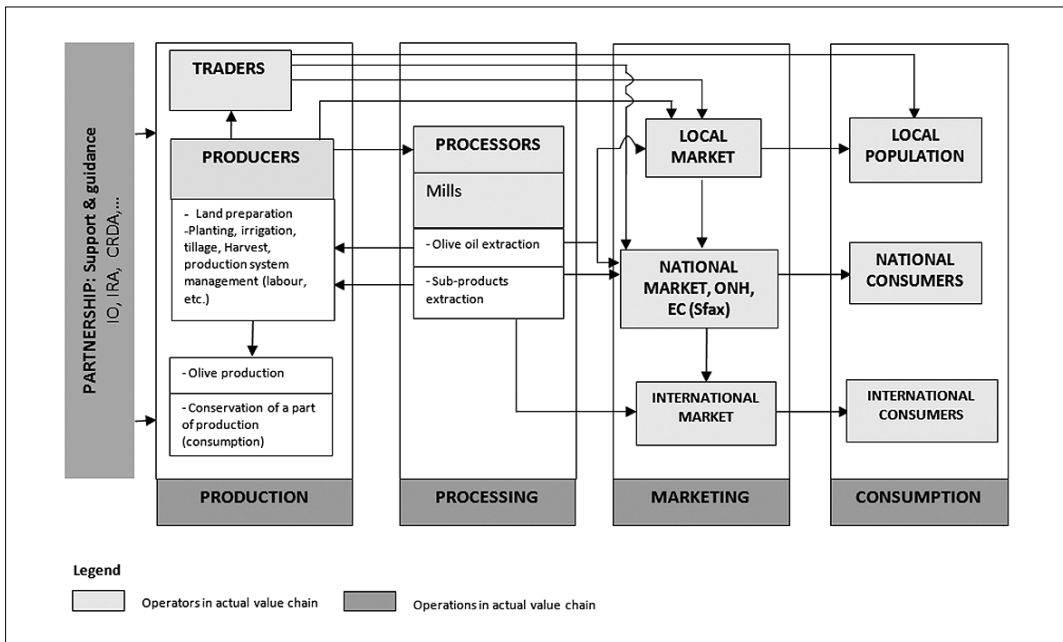 PARTNERSHIP: Support & guidance
IO, IRA, CRDA,...
TRADERS
PRODUCERS
- Land preparation
-Planting, irrigation,
tillage, Harvest,
production system
management (labour,
etc.)
- Olive production
- Conservation of a part
of production
(consumption)
PRODUCTION
PROCESSORS
Mills
- Olive oil extraction
- Sub-products
extraction
PROCESSING
LOCAL
MARKET
NATIONAL
MARKET, ONH,
EC (Sfax)
INTERNATIONAL
MARKET
MARKETING
LOCAL
POPULATION
NATIONAL
CONSUMERS
INTERNATIONAL
CONSUMERS
CONSUMPTION
Legend
Operators in actual value chain
Operations in actual value chain